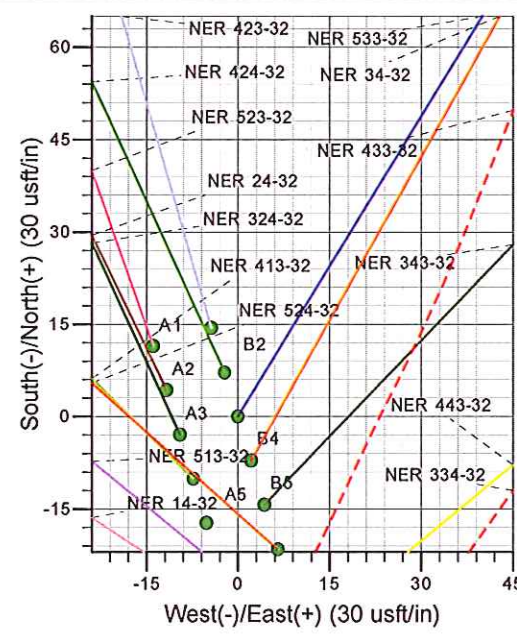 NER 423-32
NER 533-32
NER 424-32
NER 34-32
NER 523-32
NER 433-32
NER 24-32
NER 324-32
NER 413-32
NER 343-32
NER 524-32
A1
B2
A2
A3
B4
NER 443-32
NER 513-32
B5
A5
NER 334-32
NER 14-32
60
45
30
15
0
-15
-15
0
15
30
45
South(-)/North(+) (30 usft/in)
West(-)/East(+) (30 usft/in)